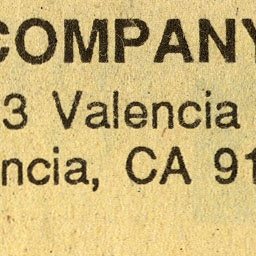 COMPANY
3 Valencia
ncia, CA 91